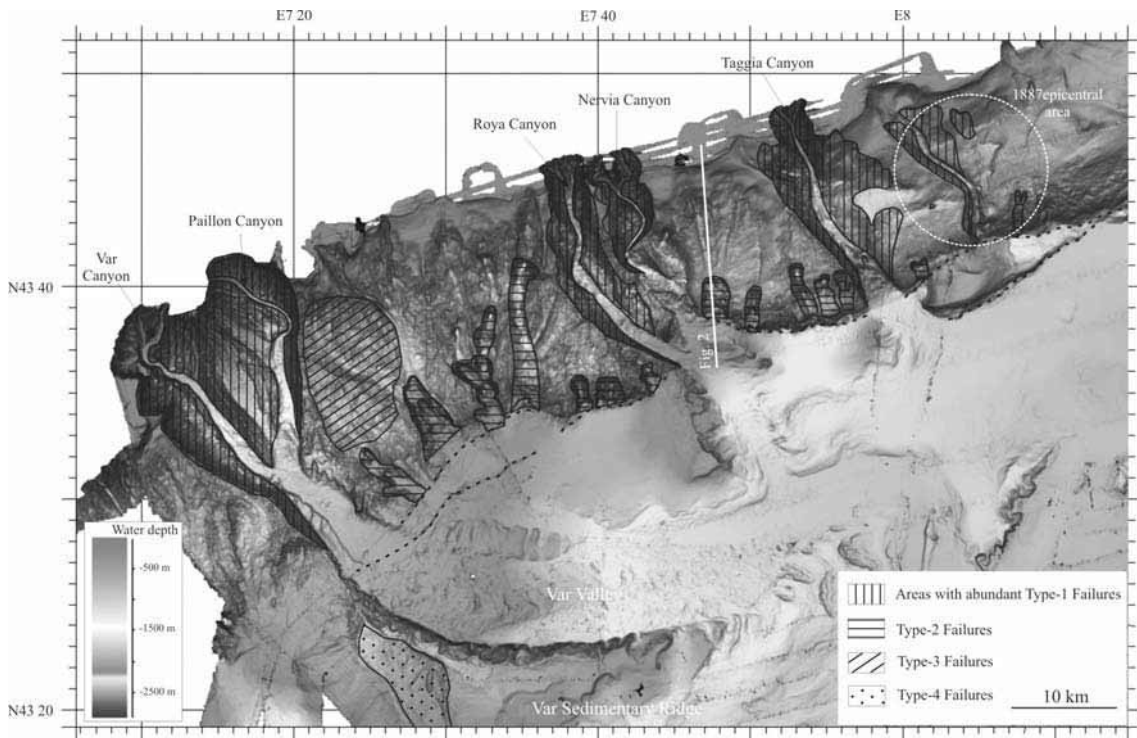 E7 20
E7 40
E8
Taggia Canyon
1887epicentral
area
Nervia Canyon
Roya Canyon
Paillon Canyon
Var
Canyon
N43 40
Fig 2
Water depth
-500 m
-1500 m
-2500 m
Var Valle
Areas with abundant Type-1 Failures
Type-2 Failures
Type-3 Failures
Type-4 Failures
10 km
N43 20
Var Sedimentary Ridge